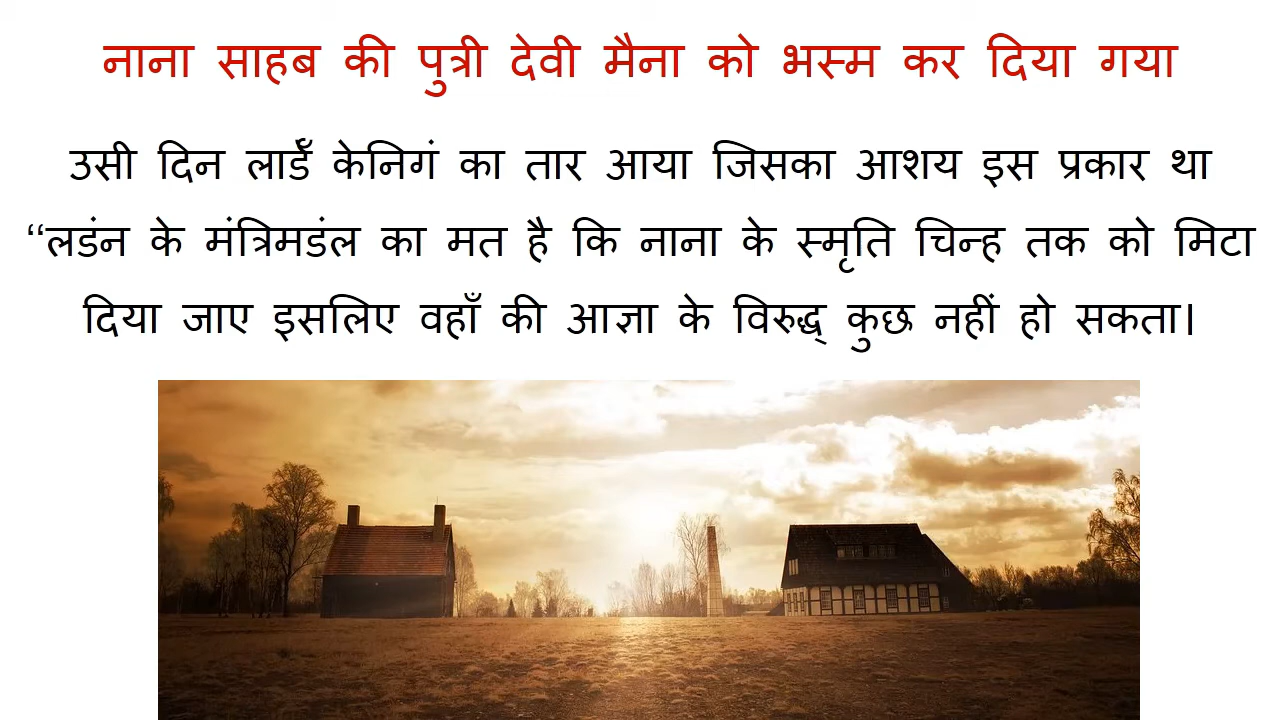 नाना साहब की पुत्री देवी मैना को भस्म कर दिया गया
उसी दिन लार्डॅ केनिगं का तार आया जिसका आशय इस प्रकार था
“लडंन के मंत्रिमडंल का मत है कि नाना के स्मृति चिन्ह तक को मिटा
दिया जाए इसलिए वहाँ की आज्ञा के विरुद्ध् कुछ नहीं हो सकता।